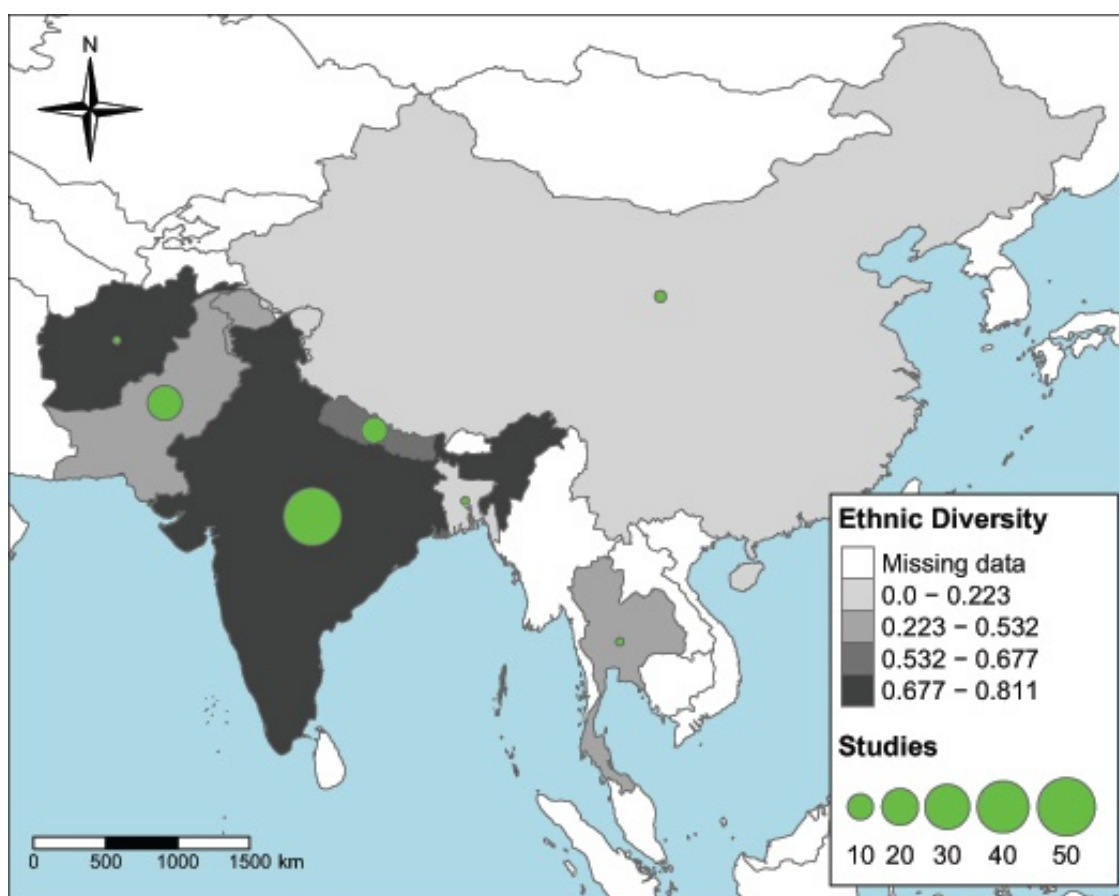 N
Ethnic Diversity
Missing data
0.0 − 0.223
0.223 − 0.532
0.532 − 0.677
0.677 − 0.811
Studies
10 20 30 40 50
0 500 1000 1500 km